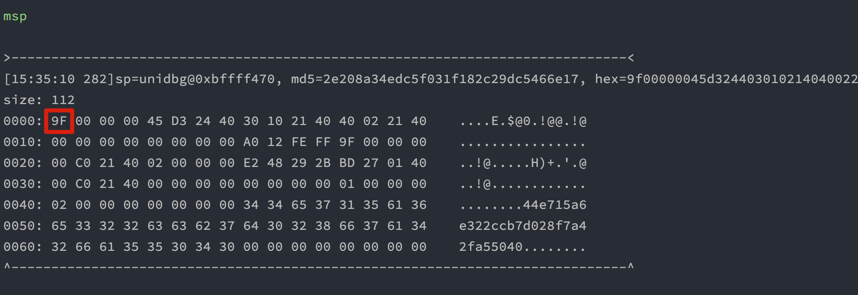 msp
>-----------------------------------------------------------------------------<
[15:35:10 282]sp=unidbg@0xbffff470, md5=2e208a34edc5f031f182c29dc5466e17, hex=9f00000045d324403010214040022
size: 112
0000: 9F 00 00 00 45 D3 24 40 30 10 21 40 40 02 21 40    ....E.$@0.!@@.!@
0010: 00 00 00 00 00 00 00 00 A0 12 FE FF 9F 00 00 00    ................
0020: 00 C0 21 40 02 00 00 00 E2 48 29 2B BD 27 01 40    ..!@.....H)+.'.@
0030: 00 C0 21 40 00 00 00 00 00 00 00 00 01 00 00 00    ..!@............
0040: 02 00 00 00 00 00 00 00 34 34 65 37 31 35 61 36    ........44e715a6
0050: 65 33 32 32 63 63 62 37 64 30 32 38 66 37 61 34    e322ccb7d028f7a4
0060: 32 66 61 35 35 30 34 30 00 00 00 00 00 00 00 00    2fa55040........
^-----------------------------------------------------------------------------^